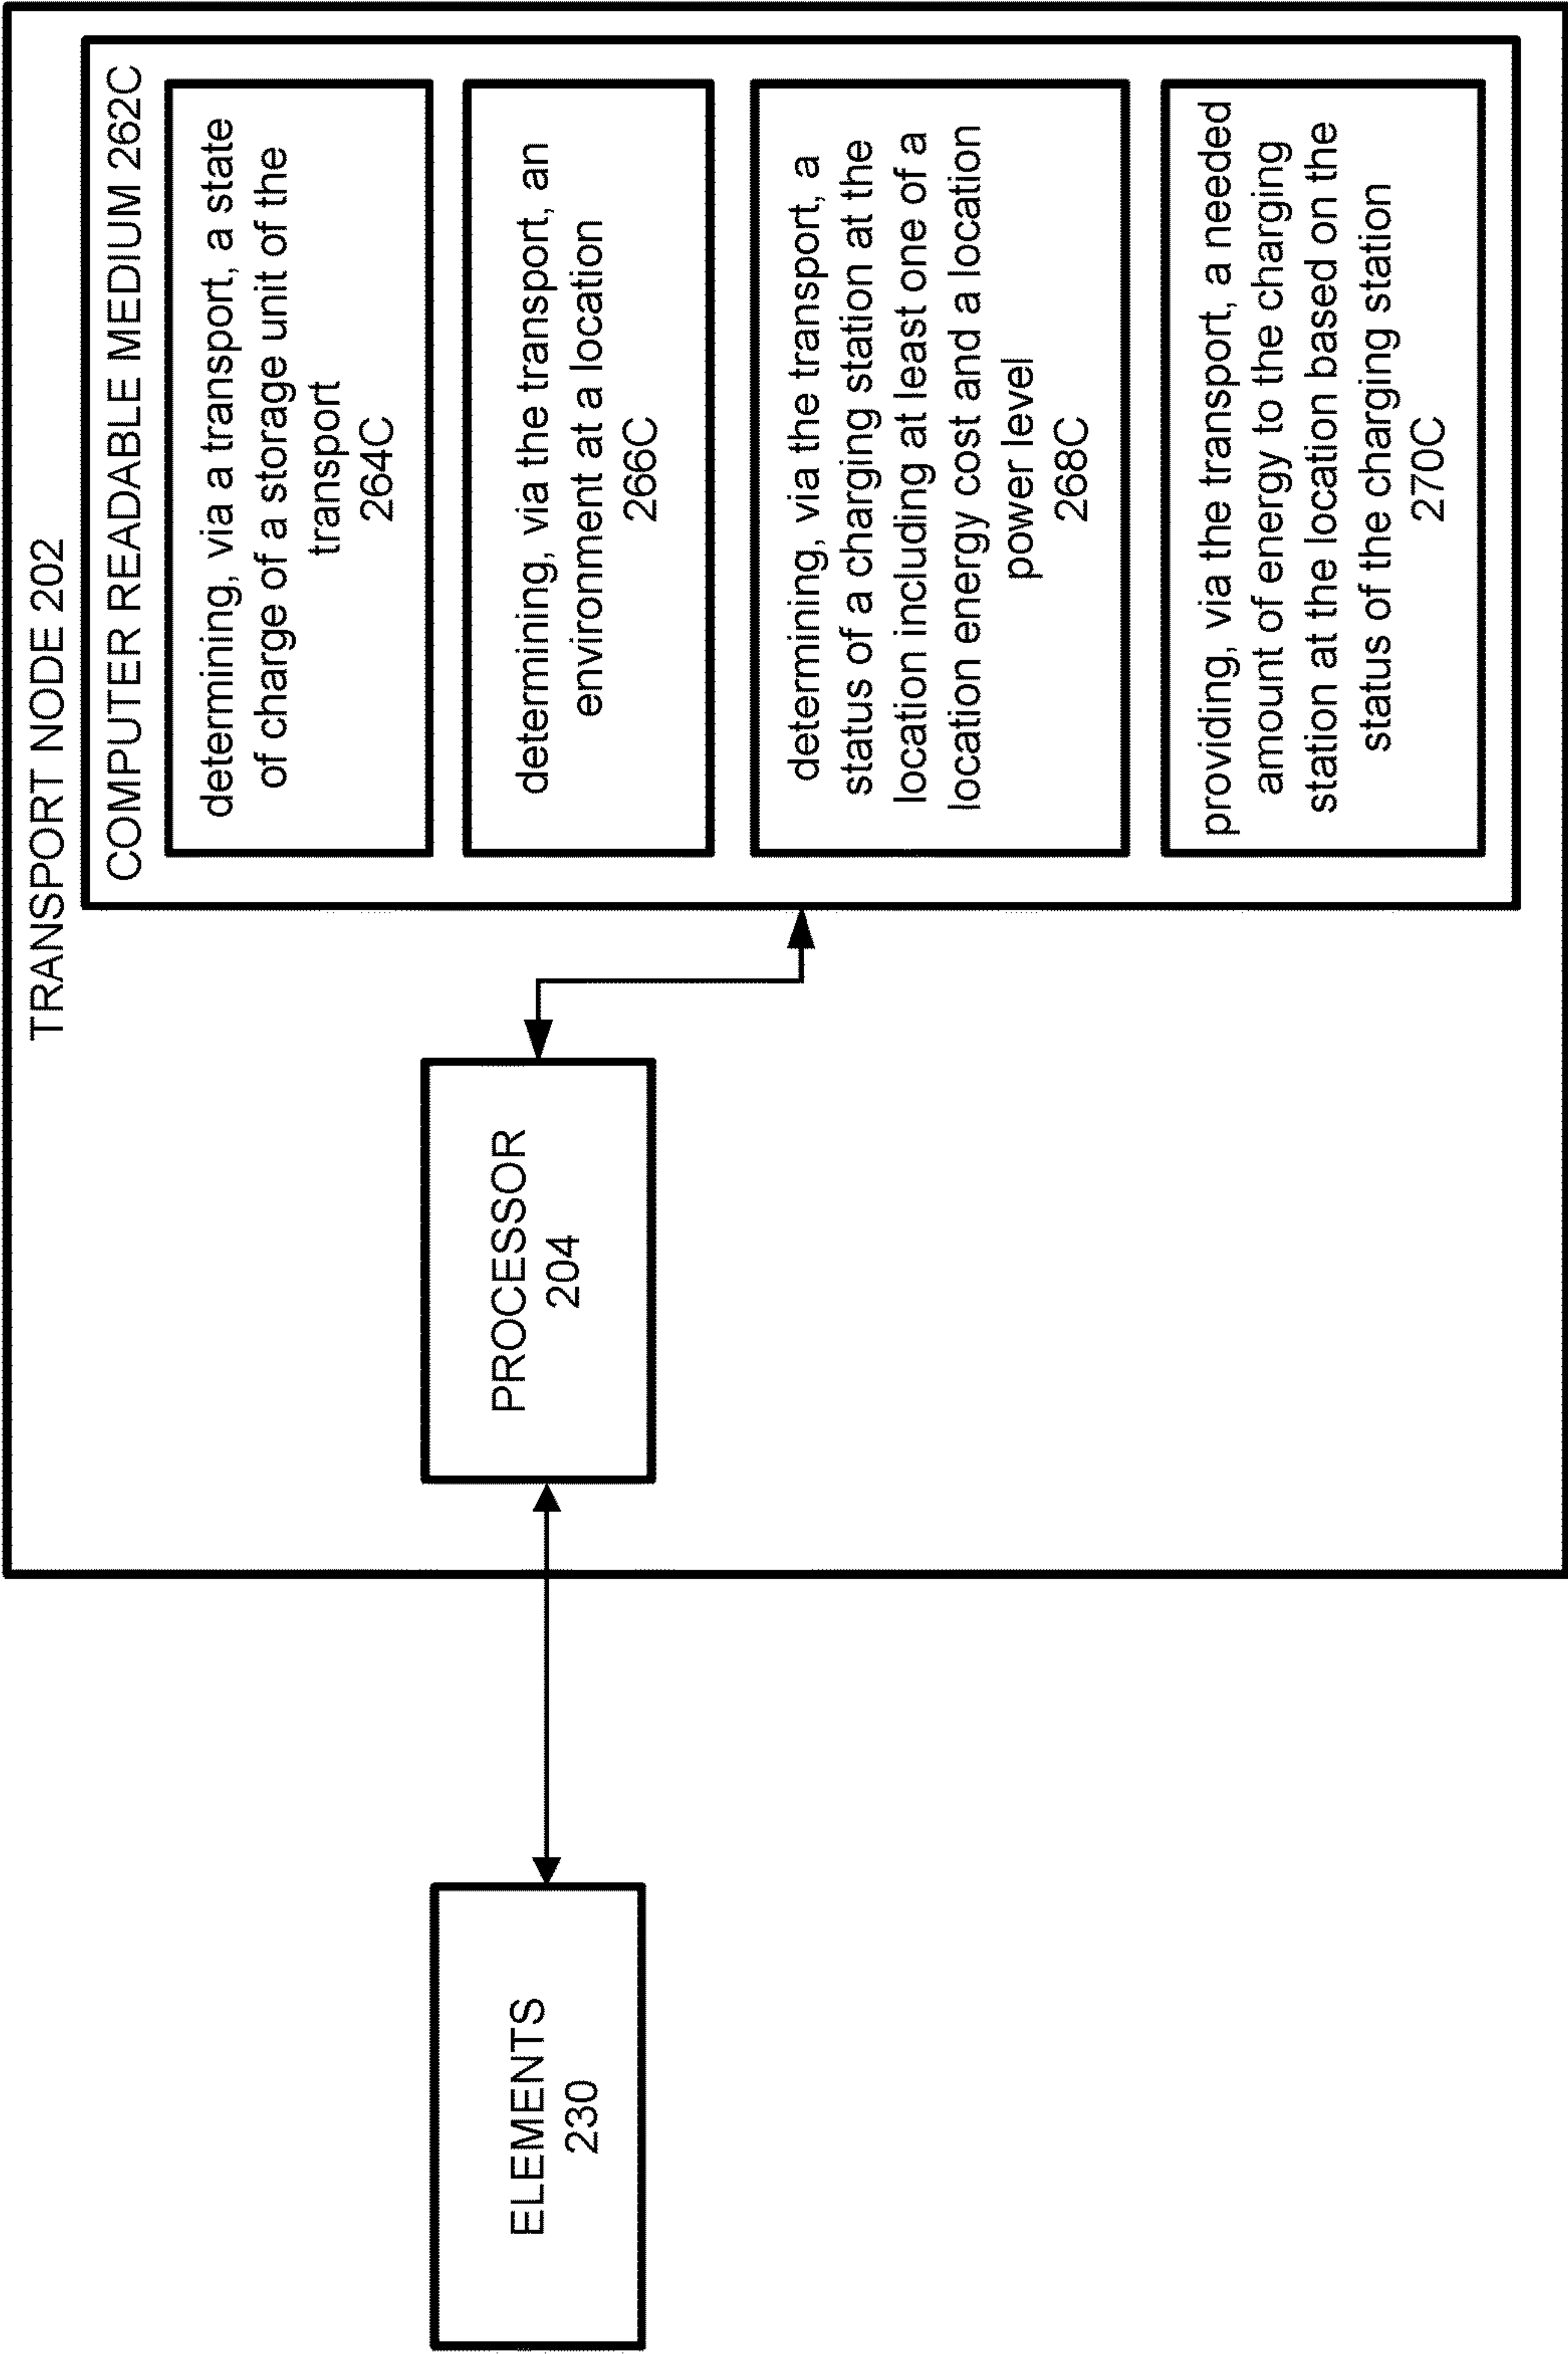 TRANSPORT NODE 202
COMPUTER READABLE MEDIUM 262C
determining, via a transport, a state
of charge of a storage unit of the
transport
264C
determining, via the transport, an
environment at a location
266C
determining, via the transport, a
status of a charging station at the
location including at least one of a
location energy cost and a location
power level
268C
providing, via the transport, a needed
amount of energy to the charging
station at the location based on the
status of the charging station
270C
PROCESSOR
204
ELEMENTS
230